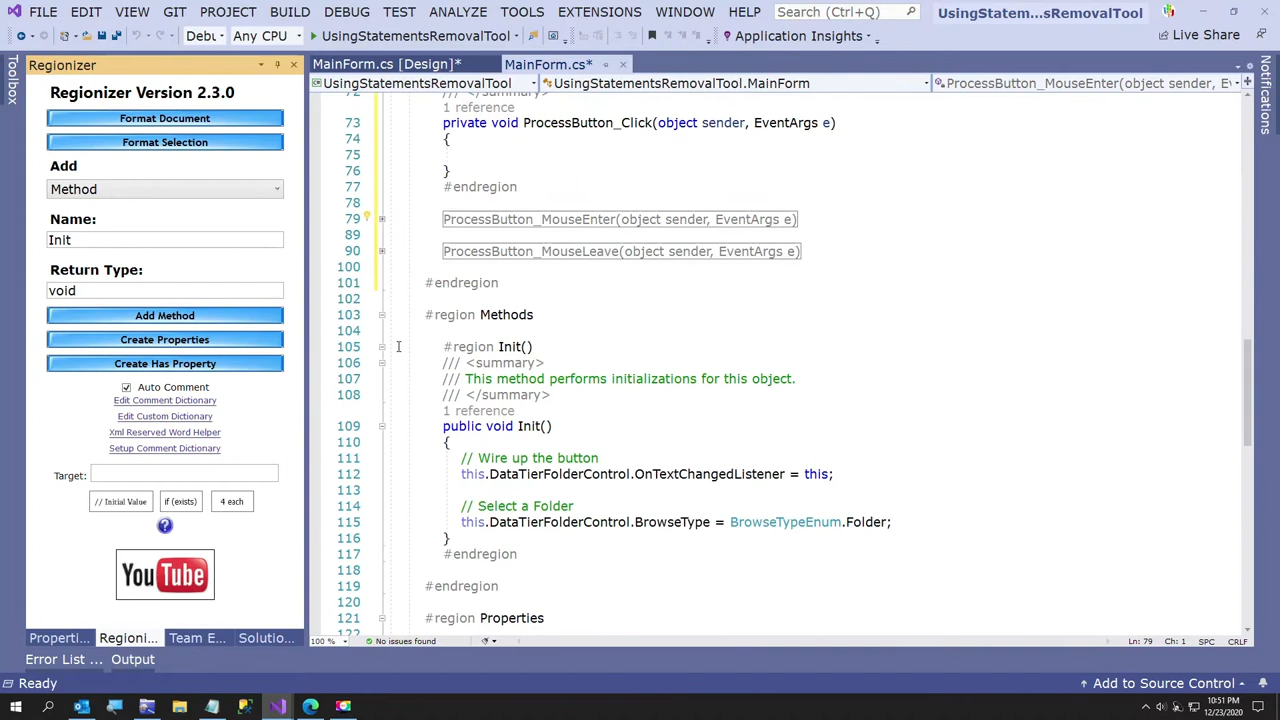 FILE EDIT VIEW GIT PROJECT BUILD DEBUG TEST ANALYZE TOOLS EXTENSIONS WINDOW HELP Search (Ctrl+Q) UsingStatemen...sRemovalTool
Debu Any CPU UsingStatementsRemovalTool Application Insights Live Share
Toolbox
Regionizer
Regionizer Version 2.3.0
Format Document
Format Selection
Add
Method
Name:
Init
Return Type:
void
Add Method
Create Properties
Create Has Property
Auto Comment
Edit Comment Dictionary
Edit Custom Dictionary
Xml Reserved Word Helper
Setup Comment Dictionary
Target:
// Initial Value if (exists) 4 each
?
YouTube
Properti... Regioni... Team E... Solutio...
MainForm.cs [Design]* MainForm.cs*
UsingStatementsRemovalTool UsingStatementsRemovalTool.MainForm ProcessButton_MouseEnter(object sender, E
72 /// </summary>
1 reference
73 private void ProcessButton_Click(object sender, EventArgs e)
74 {
75
76 }
77 #endregion
78
79 ProcessButton_MouseEnter(object sender, EventArgs e)
89
90 ProcessButton_MouseLeave(object sender, EventArgs e)
100
101 #endregion
102
103 #region Methods
104
105 #region Init()
106 /// <summary>
107 /// This method performs initializations for this object.
108 /// </summary>
1 reference
109 public void Init()
110 {
111 // Wire up the button
112 this.DataTierFolderControl.OnTextChangedListener = this;
113
114 // Select a Folder
115 this.DataTierFolderControl.BrowseType = BrowseTypeEnum.Folder;
116 }
117 #endregion
118
119 #endregion
120
121 #region Properties
122
100 % No issues found Ln: 79 Ch: 1 SPC CRLF
Notifications
Error List ... Output
Ready Add to Source Control
10:51 PM
12/23/2020